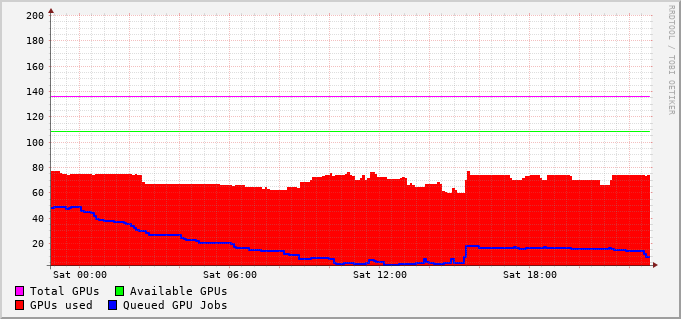 200
180
160
140
120
100
80
60
40
20
Sat 00:00 Sat 06:00 Sat 12:00 Sat 18:00
Total GPUs Available GPUs
GPUs used Queued GPU Jobs
RRDTOOL / TOBI OETIKER